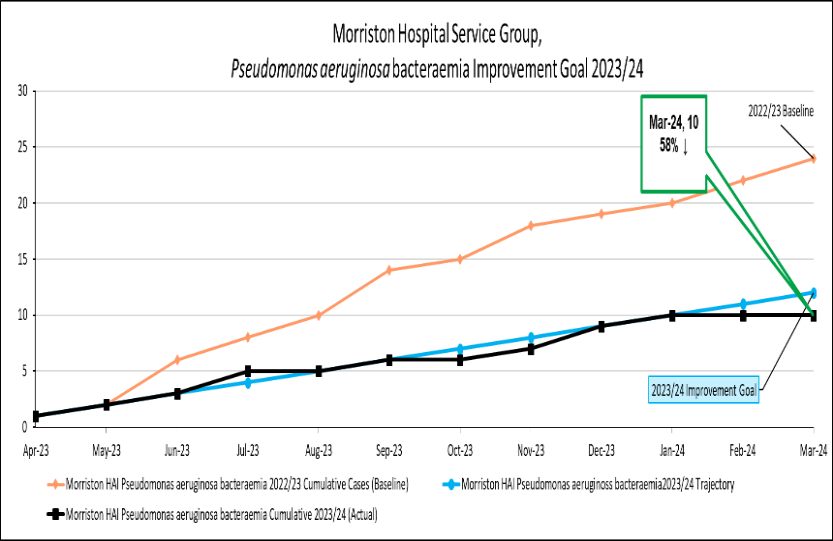 Morriston Hospital Service Group,
Pseudomonas aeruginosa bacteraemia Improvement Goal 2023/24
30
25
20
15
10
5
0
2022/23 Baseline
Mar-24, 10
58% ↓
2023/24 Improvement Goal
Apr-23 May-23 Jun-23 Jul-23 Aug-23 Sep-23 Oct-23 Nov-23 Dec-23 Jan-24 Feb-24 Mar-24
Morriston HAI Pseudomonas aeruginosa bacteraemia 2022/23 Cumulative Cases (Baseline)
Morriston HAI Pseudomonas aeruginoss bacteraemia2023/24 Trajectory
Morriston HAI Pseudomonas aeruginosa bacteraemia Cumulative 2023/24 (Actual)